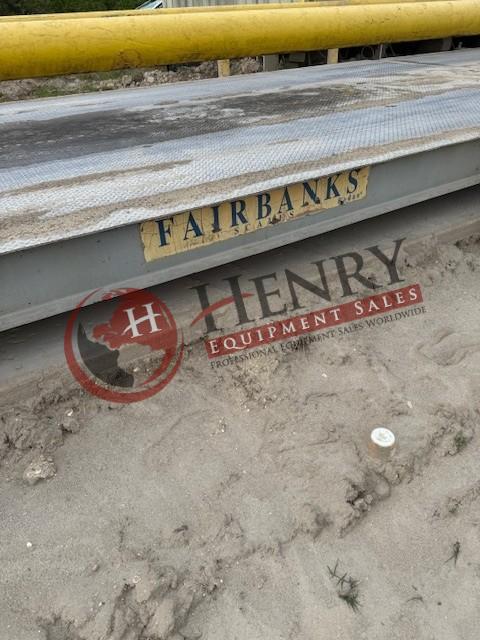 FAIRBANKS
SCALES
H
HENRY
EQUIPMENT SALES
PROFESSIONAL EQUIPMENT SALES WORLDWIDE